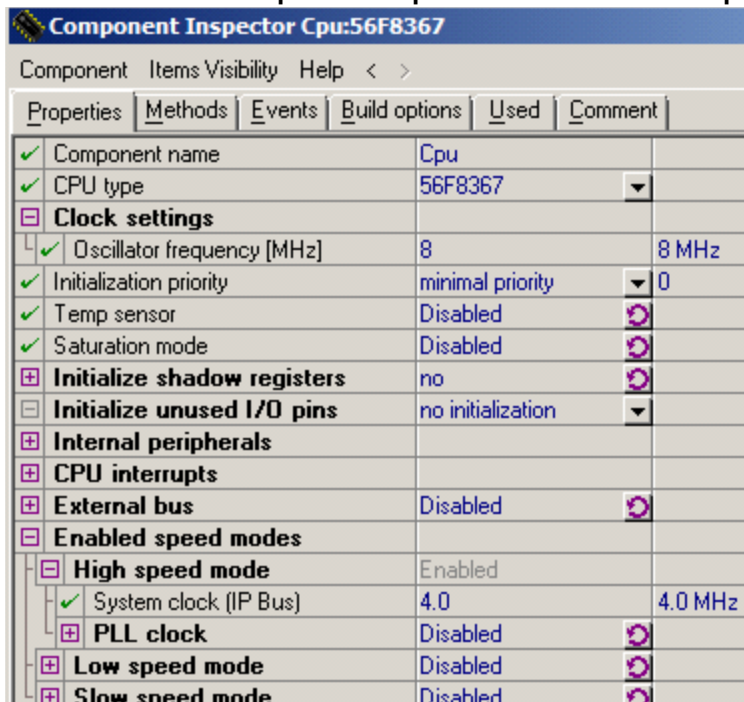 Component Inspector Cpu:56F8367
Component Items Visibility Help < >
Properties Methods Events Build options Used Comment
Component name Cpu
CPU type 56F8367
Clock settings
Oscillator frequency [MHz] 8 8 MHz
Initialization priority minimal priority 0
Temp sensor Disabled
Saturation mode Disabled
Initialize shadow registers no
Initialize unused I/O pins no initialization
Internal peripherals
CPU interrupts
External bus Disabled
Enabled speed modes
High speed mode Enabled
System clock (IP Bus) 4.0 4.0 MHz
PLL clock Disabled
Low speed mode Disabled
Slow speed mode Disabled